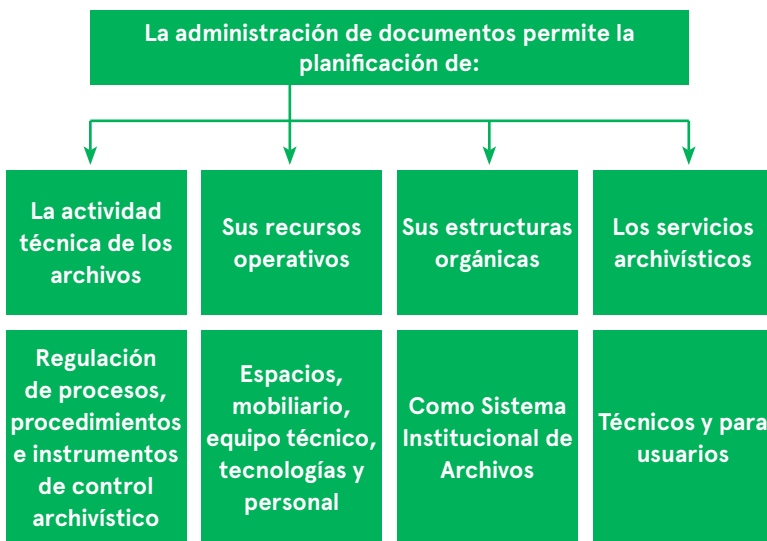 La administración de documentos permite la
planificación de:
La actividad
técnica de los
archivos
Sus recursos
operativos
Sus estructuras
orgánicas
Los servicios
archivísticos
Regulación
de procesos,
procedimientos
e instrumentos
de control
archivístico
Espacios,
mobiliario,
equipo técnico,
tecnologías y
personal
Como Sistema
Institucional de
Archivos
Técnicos y para
usuarios